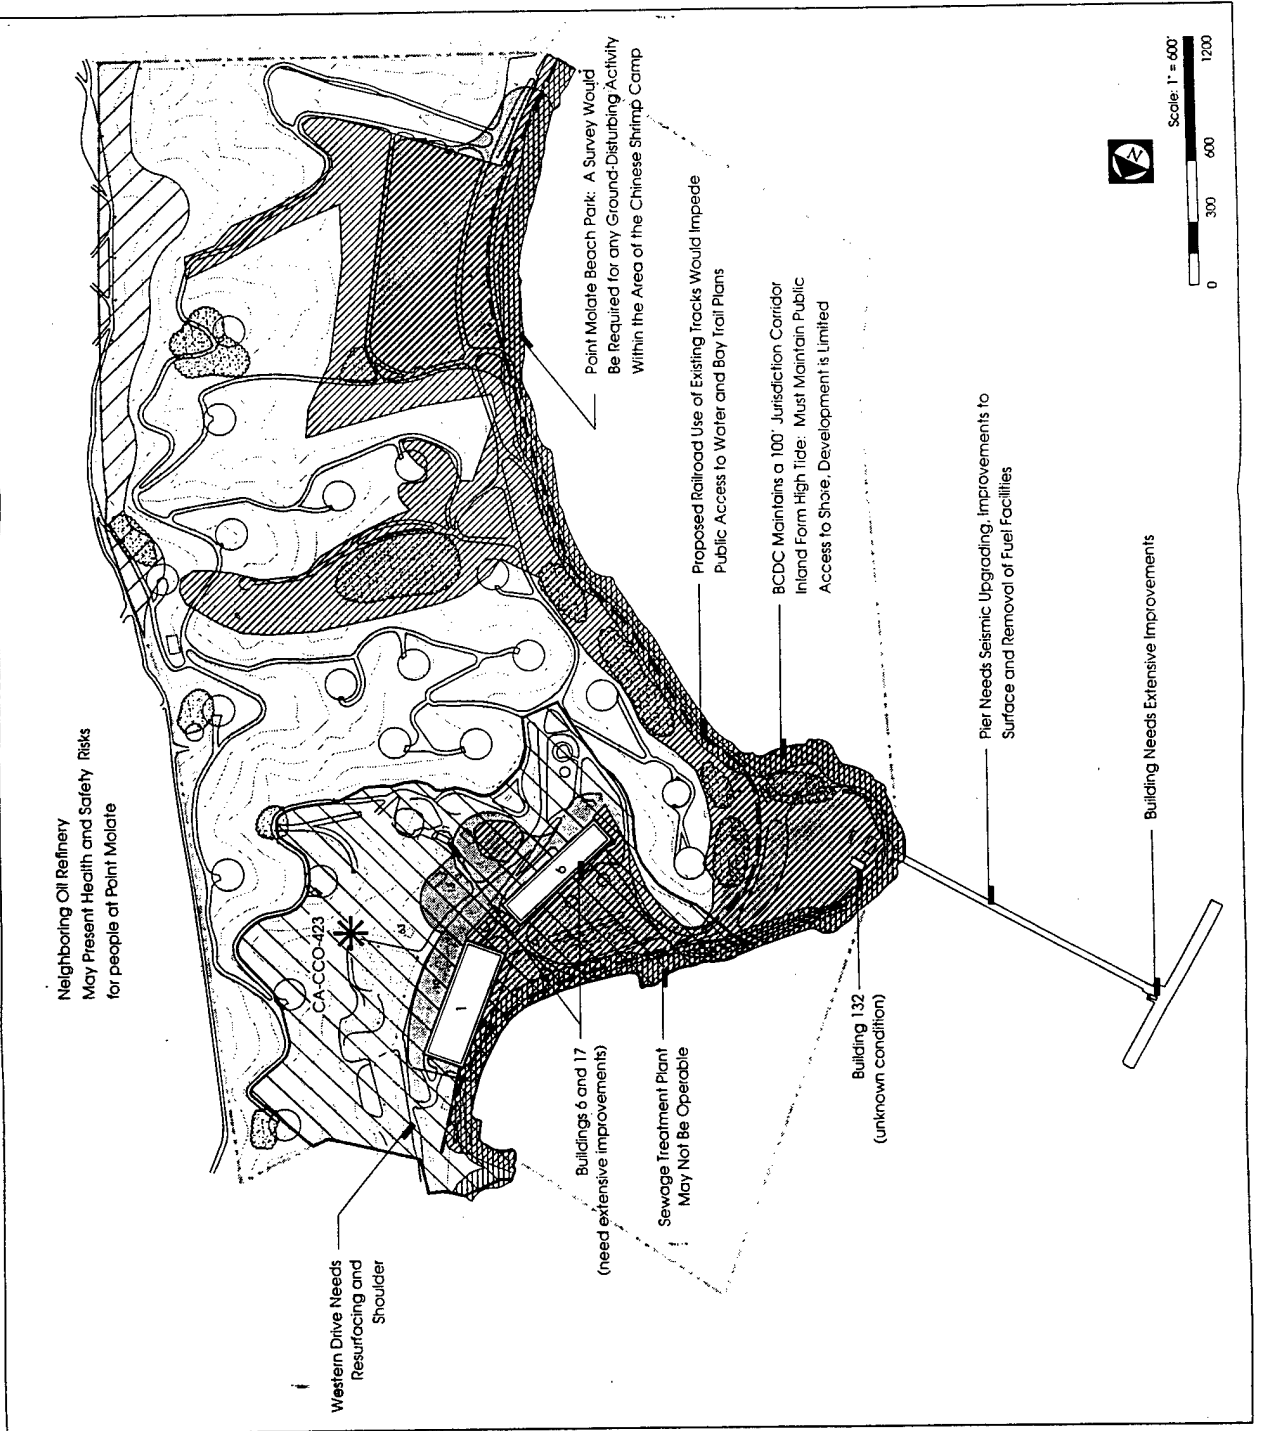 Neighboring Oil Refinery
May Present Health and Safety Risks
for people at Point Molate
CA-CCO-423
1
6
Western Drive Needs
Resurfacing and
Shoulder
Buildings 6 and 17
(need extensive improvements)
Sewage Treatment Plant
May Not Be Operable
Building 132
(unknown condition)
Point Molate Beach Park: A Survey Would
Be Required for any Ground-Disturbing Activity
Within the Area of the Chinese Shrimp Camp
Proposed Railroad Use of Existing Tracks Would Impede
Public Access to Water and Bay Trail Plans
BCDC Maintains a 100' Jurisdiction Corridor
Inland Form High Tide: Must Maintain Public
Access to Shore, Development is Limited
Pier Needs Seismic Upgrading, Improvements to
Surface and Removal of Fuel Facilities
Building Needs Extensive Improvements
N
Scale: 1" = 600'
0 300 600 1200